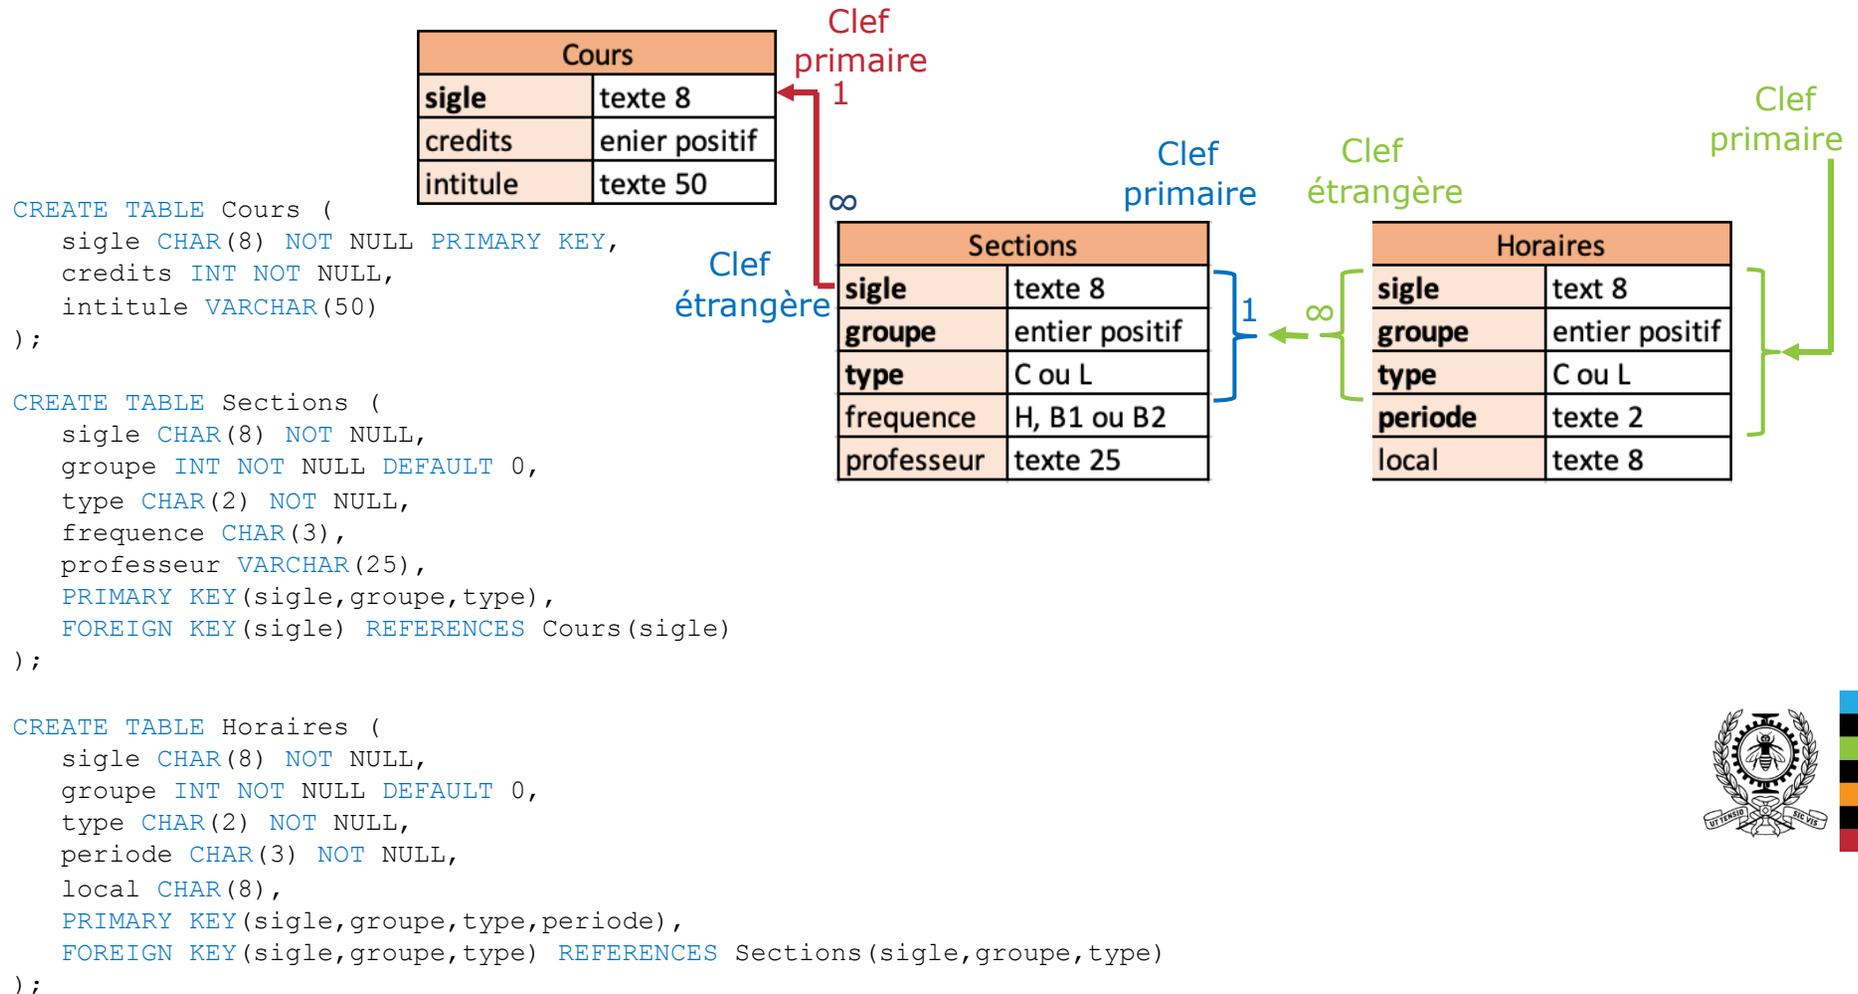 Clef
primaire
1
Cours
sigle texte 8
credits enier positif
intitule texte 50
∞
Clef
étrangère
Clef
primaire
1
Sections
sigle texte 8
groupe entier positif
type C ou L
frequence H, B1 ou B2
professeur texte 25
Clef
étrangère
∞
Clef
primaire
Horaires
sigle text 8
groupe entier positif
type C ou L
periode texte 2
local texte 8
CREATE TABLE Cours (
sigle CHAR(8) NOT NULL PRIMARY KEY,
credits INT NOT NULL,
intitule VARCHAR(50)
);
CREATE TABLE Sections (
sigle CHAR(8) NOT NULL,
groupe INT NOT NULL DEFAULT 0,
type CHAR(2) NOT NULL,
frequence CHAR(3),
professeur VARCHAR(25),
PRIMARY KEY(sigle,groupe,type),
FOREIGN KEY(sigle) REFERENCES Cours(sigle)
);
CREATE TABLE Horaires (
sigle CHAR(8) NOT NULL,
groupe INT NOT NULL DEFAULT 0,
type CHAR(2) NOT NULL,
periode CHAR(3) NOT NULL,
local CHAR(8),
PRIMARY KEY(sigle,groupe,type,periode),
FOREIGN KEY(sigle,groupe,type) REFERENCES Sections(sigle,groupe,type)
);
UT TENSIO SIC VIS